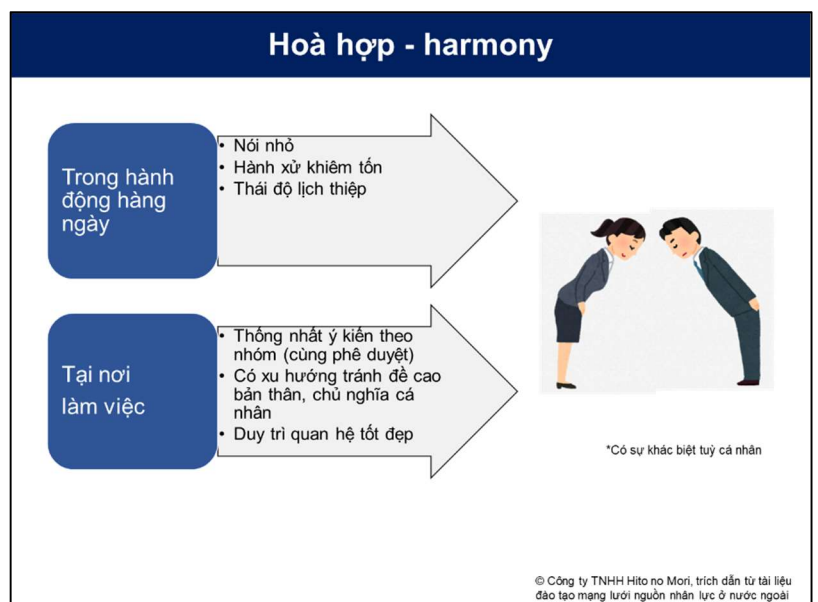 Hoà hợp - harmony
Trong hành
động hàng
ngày
• Nói nhỏ
• Hành xử khiêm tốn
• Thái độ lịch thiệp
Tại nơi
làm việc
• Thống nhất ý kiến theo
nhóm (cùng phê duyệt)
• Có xu hướng tránh đề cao
bản thân, chủ nghĩa cá
nhân
• Duy trì quan hệ tốt đẹp
*Có sự khác biệt tuỳ cá nhân
© Công ty TNHH Hito no Mori, trích dẫn từ tài liệu
đào tạo mạng lưới nguồn nhân lực ở nước ngoài